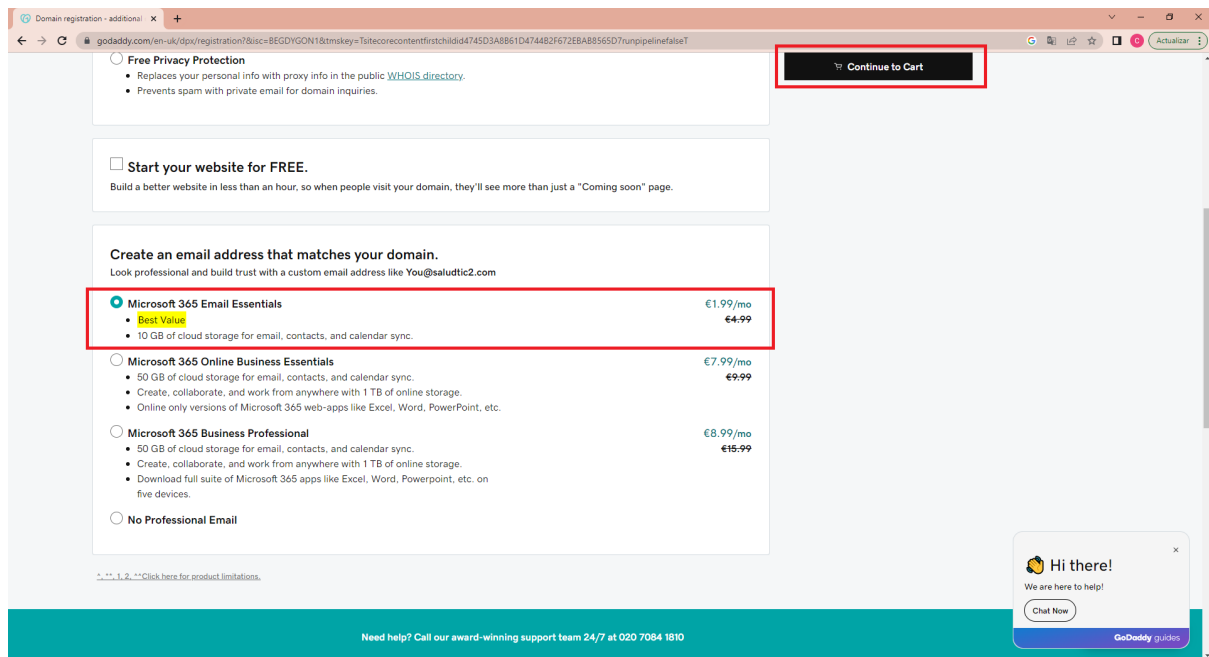 Domain registration - additional
godaddy.com/en-uk/dpx/registration?&isc=BEGDYGON1&tmskey=Tsitecorecontentfirstchildid4745D3A8B61D4744B2F672EBAB8565D7runpipelinefalseT
Actualizar
Free Privacy Protection
Replaces your personal info with proxy info in the public WHOIS directory.
Prevents spam with private email for domain inquiries.
Continue to Cart
Start your website for FREE.
Build a better website in less than an hour, so when people visit your domain, they'll see more than just a "Coming soon" page.
Create an email address that matches your domain.
Look professional and build trust with a custom email address like You@saludtic2.com
Microsoft 365 Email Essentials €1.99/mo
Best Value €4.99
10 GB of cloud storage for email, contacts, and calendar sync.
Microsoft 365 Online Business Essentials €7.99/mo
50 GB of cloud storage for email, contacts, and calendar sync. €9.99
Create, collaborate, and work from anywhere with 1 TB of online storage.
Online only versions of Microsoft 365 web-apps like Excel, Word, PowerPoint, etc.
Microsoft 365 Business Professional €8.99/mo
50 GB of cloud storage for email, contacts, and calendar sync. €15.99
Create, collaborate, and work from anywhere with 1 TB of online storage.
Download full suite of Microsoft 365 apps like Excel, Word, Powerpoint, etc. on
five devices.
No Professional Email
*, **, 1, 2, *^Click here for product limitations.
Hi there!
We are here to help!
Chat Now
GoDaddy guides
Need help? Call our award-winning support team 24/7 at 020 7084 1810